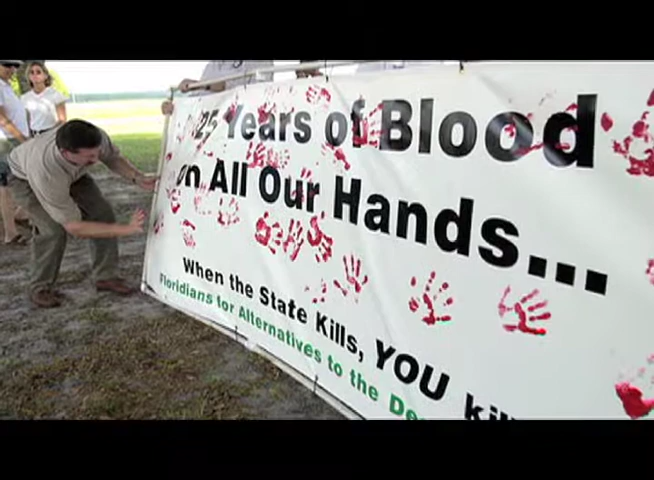 25 Years of Blood
on All Our Hands...
When the State Kills, YOU
Floridians for Alternatives to the